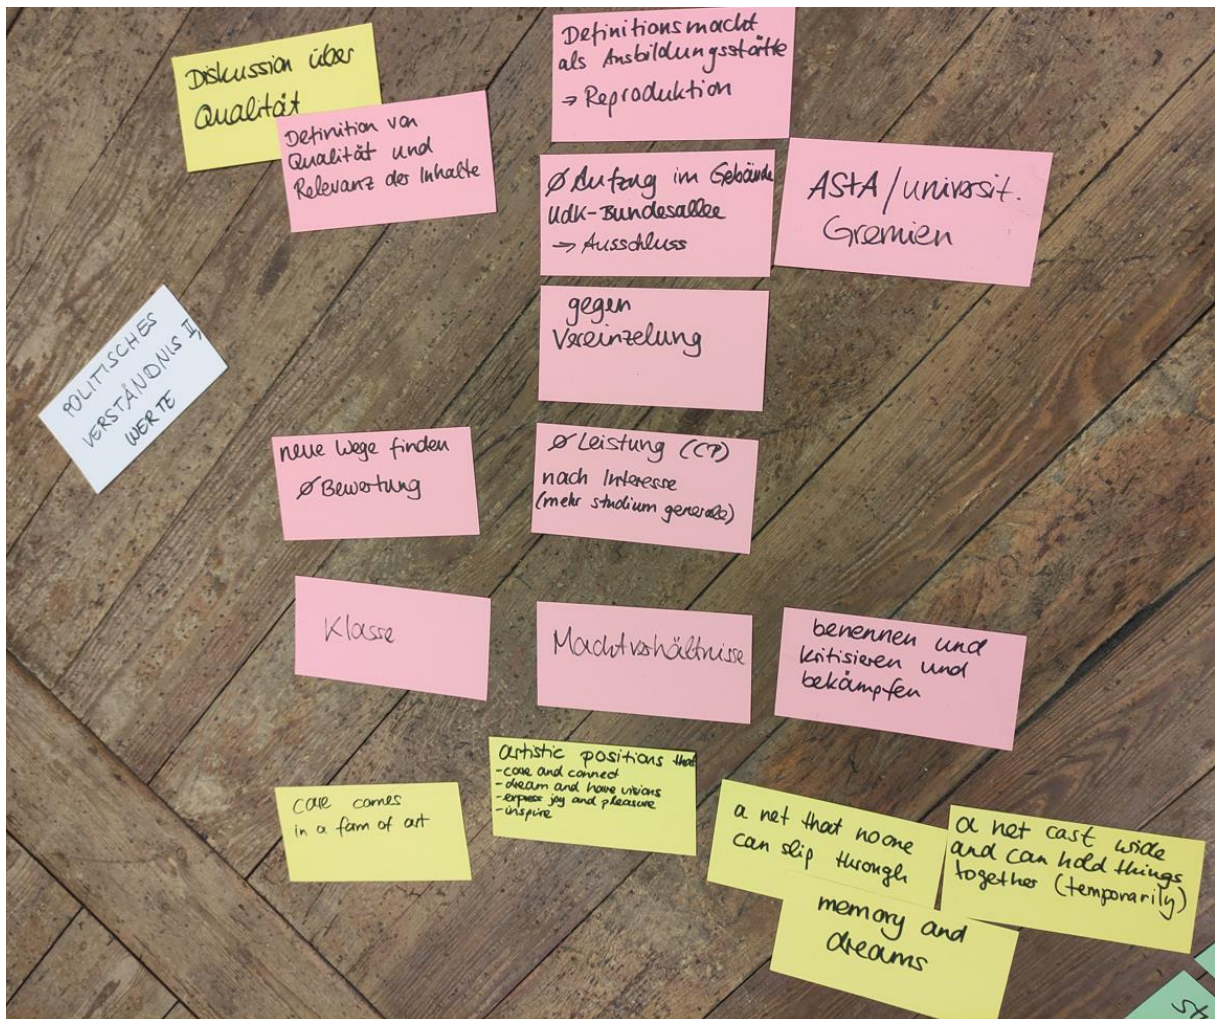 Diskussion über
Qualität
Definition von
Qualität und
Relevanz der Inhalte
Definitionsmacht
als Ausbildungsstätte
→ Reproduktion
Ø Aufzug im Gebäude
UdK-Bundesallee
→ Ausschluss
AStA/universit.
Gremien
gegen
Vereinzelung
POLITISCHES
VERSTÄNDNIS II,
WERTE
neue Wege finden
Ø Bewertung
Ø Leistung (CP)
nach Interesse
(mehr studium generale)
Klasse
Machtverhältnisse
benennen und
kritisieren und
bekämpfen
care comes
in a form of art
artistic positions that
- care and connect
- dream and have visions
- express joy and pleasure
- inspire
a net that no one
can slip through
a net cast wide
and can hold things
together (temporarily)
memory and
dreams